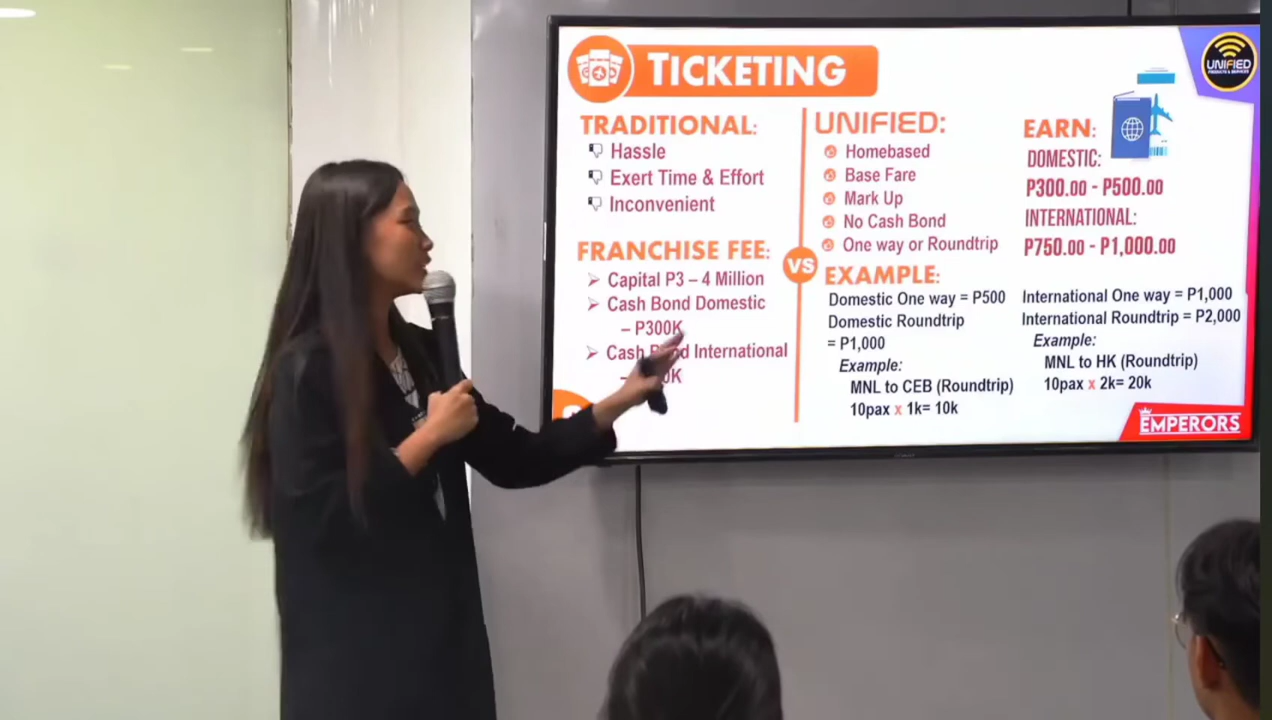 TICKETING
UNIFIED
PRODUCTS & SERVICES
TRADITIONAL:
Hassle
Exert Time & Effort
Inconvenient
FRANCHISE FEE:
Capital P3 – 4 Million
Cash Bond Domestic
– P300K
Cash Bond International
VS
UNIFIED:
Homebased
Base Fare
Mark Up
No Cash Bond
One way or Roundtrip
EARN:
DOMESTIC:
P300.00 - P500.00
INTERNATIONAL:
P750.00 - P1,000.00
EXAMPLE:
Domestic One way = P500
Domestic Roundtrip
= P1,000
Example:
MNL to CEB (Roundtrip)
10pax x 1k= 10k
International One way = P1,000
International Roundtrip = P2,000
Example:
MNL to HK (Roundtrip)
10pax x 2k= 20k
EMPERORS